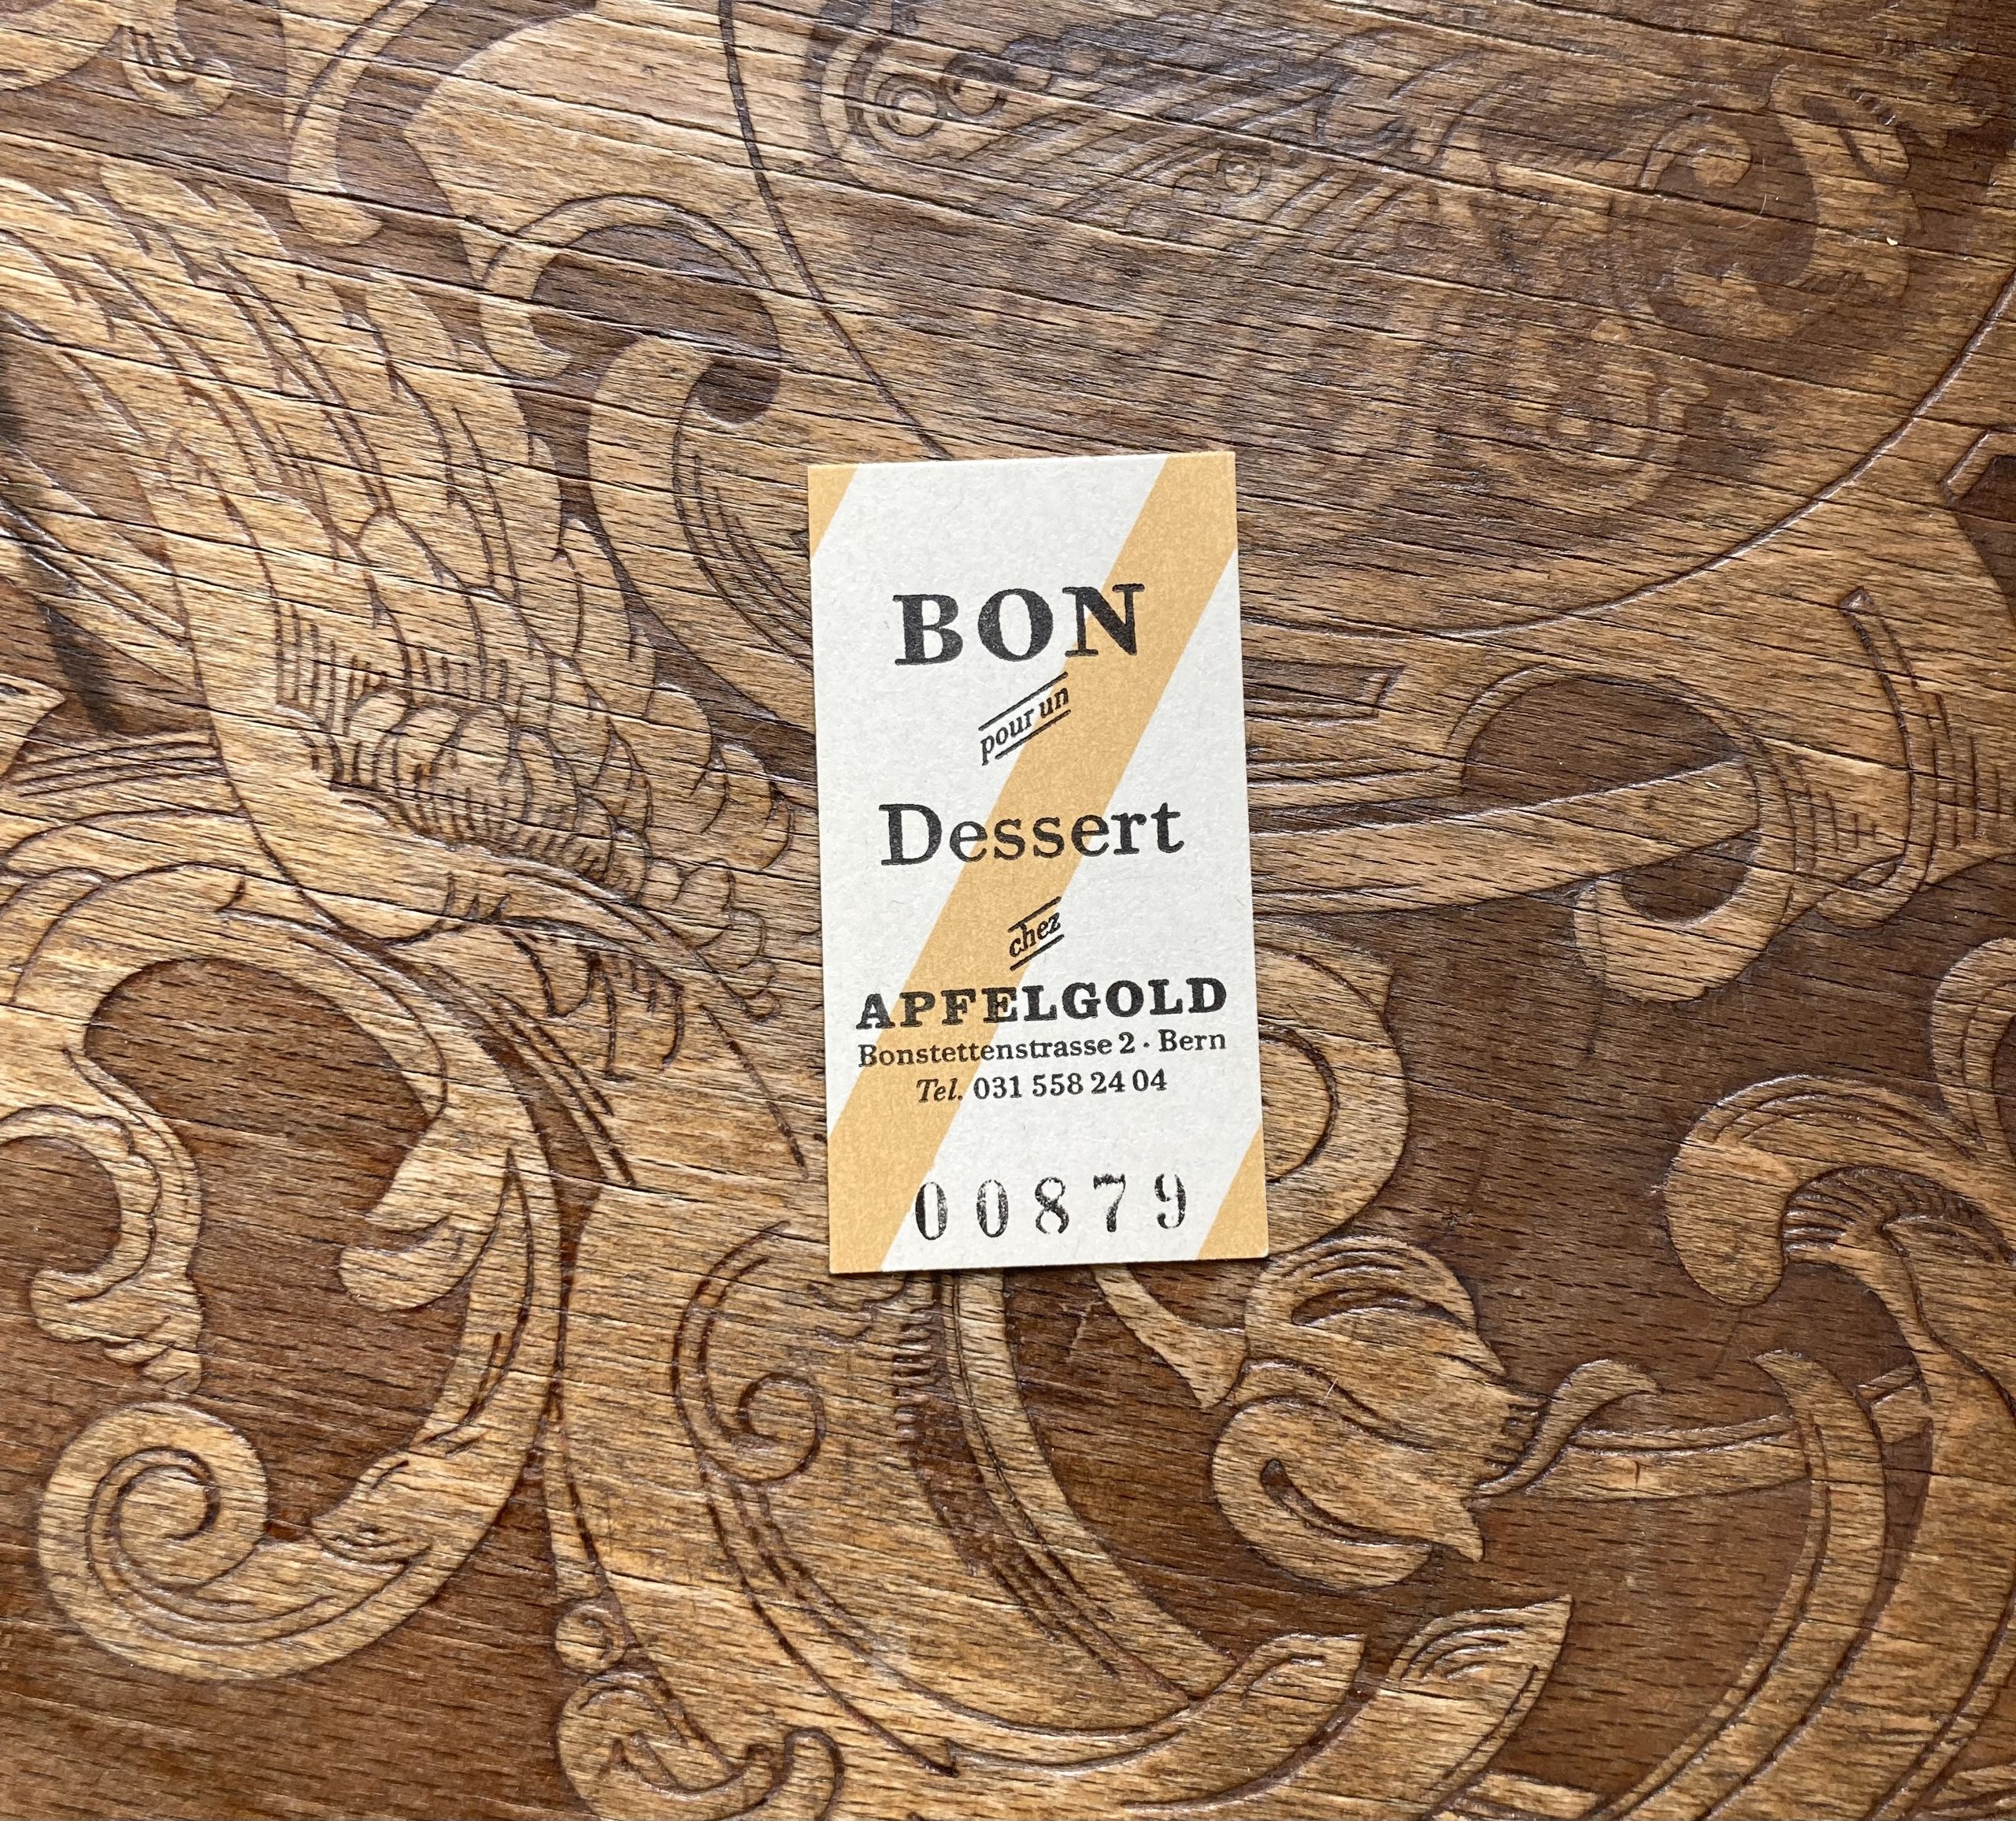 BON
pour un
Dessert
chez
APFELGOLD
Bonstettenstrasse 2 · Bern
Tel. 031 558 24 04
00879